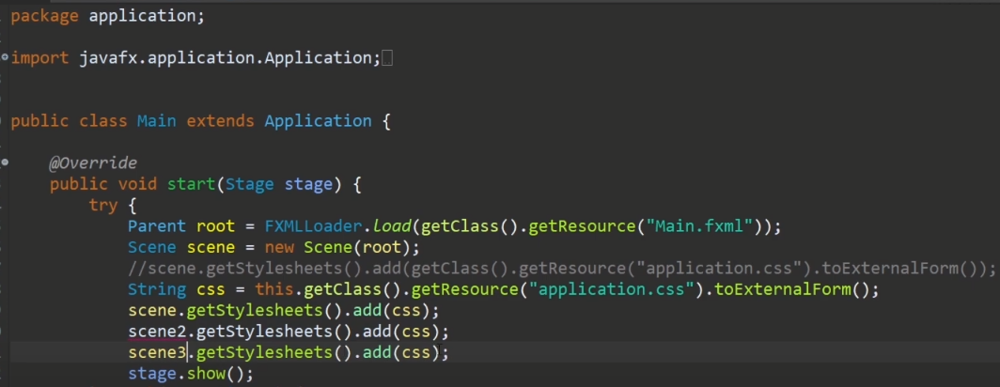 package application;
import javafx.application.Application;
public class Main extends Application {
@Override
public void start(Stage stage) {
try {
Parent root = FXMLLoader.load(getClass().getResource("Main.fxml"));
Scene scene = new Scene(root);
//scene.getStylesheets().add(getClass().getResource("application.css").toExternalForm());
String css = this.getClass().getResource("application.css").toExternalForm();
scene.getStylesheets().add(css);
scene2.getStylesheets().add(css);
scene3.getStylesheets().add(css);
stage.show();